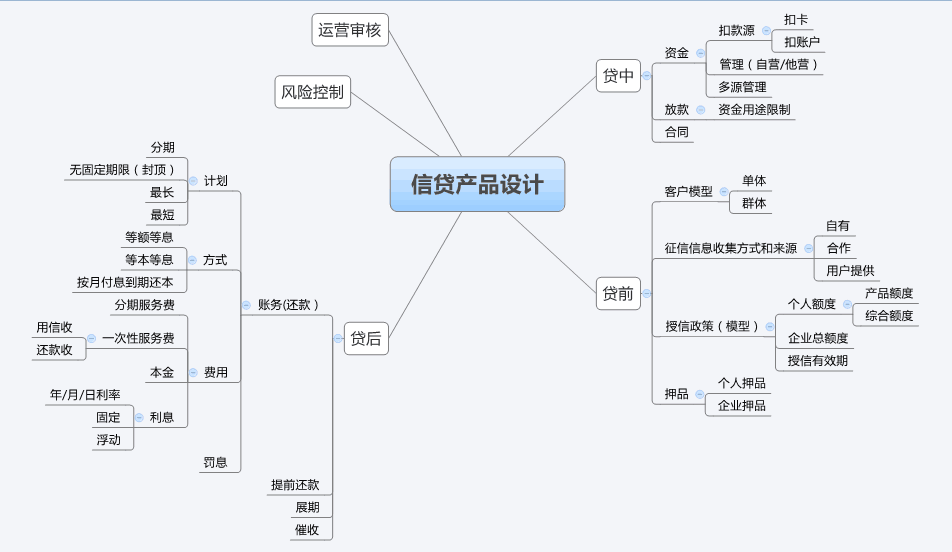 信贷产品设计
运营审核
风险控制
贷中
资金
扣款源
扣卡
扣账户
管理（自营/他营）
多源管理
放款
资金用途限制
合同
贷前
客户模型
单体
群体
征信信息收集方式和来源
自有
合作
用户提供
授信政策（模型）
个人额度
产品额度
综合额度
企业总额度
授信有效期
押品
个人押品
企业押品
贷后
账务(还款）
计划
分期
无固定期限（封顶）
最长
最短
方式
等额等息
等本等息
按月付息到期还本
费用
分期服务费
一次性服务费
用信收
还款收
本金
利息
年/月/日利率
固定
浮动
罚息
提前还款
展期
催收